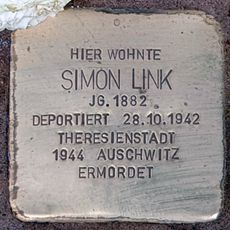 HIER WOHNTE
SIMON LINK
JG. 1882
DEPORTIERT 28.10.1942
THERESIENSTADT
1944 AUSCHWITZ
ERMORDET